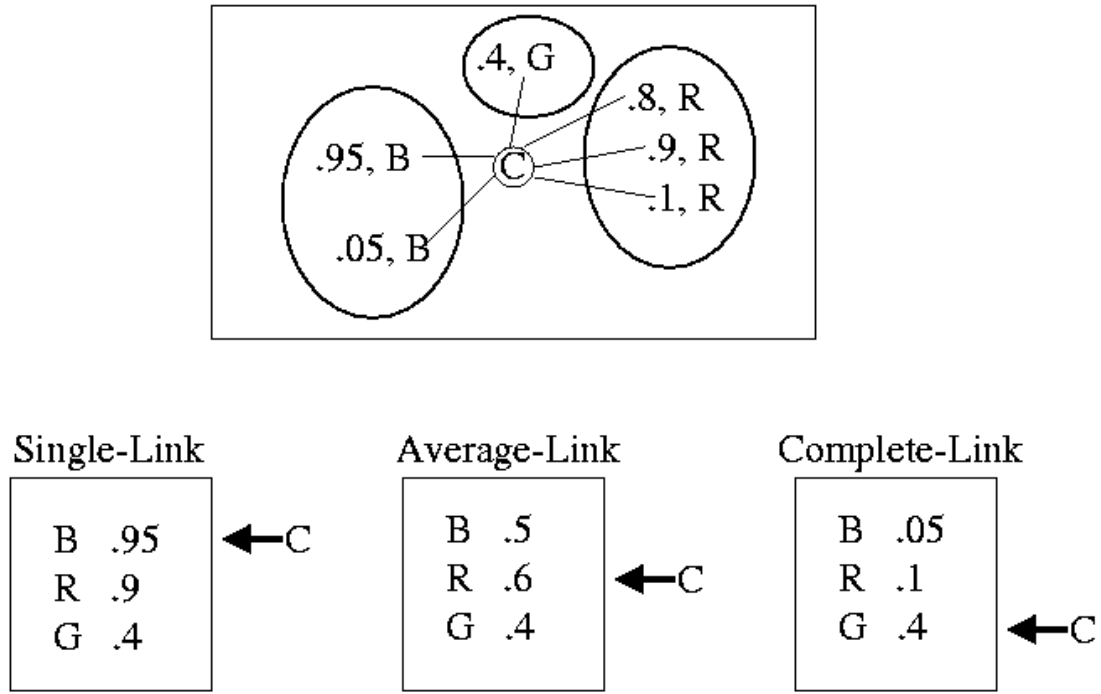 .4, G
.8, R
.95, B
C
.9, R
.1, R
.05, B
Single-Link
B .95
R .9
G .4
C
Average-Link
B .5
R .6
G .4
C
Complete-Link
B .05
R .1
G .4
C